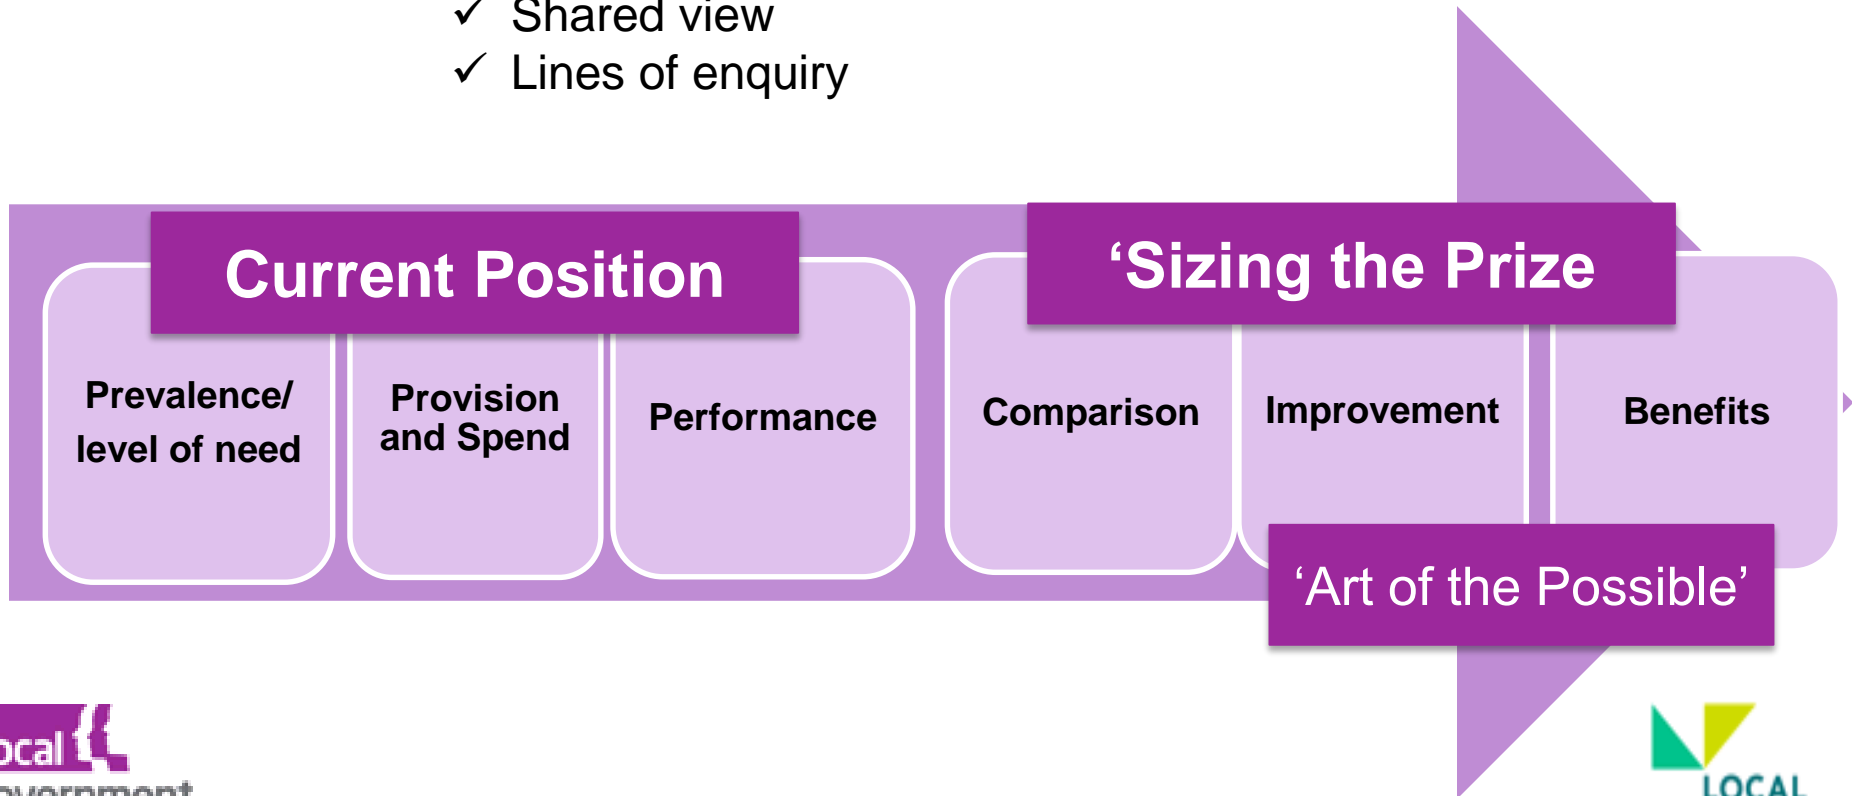 ✓ Shared view
✓ Lines of enquiry
Current Position
‘Sizing the Prize
Prevalence/
level of need
Provision
and Spend
Performance
Comparison
Improvement
Benefits
‘Art of the Possible’
LOCAL